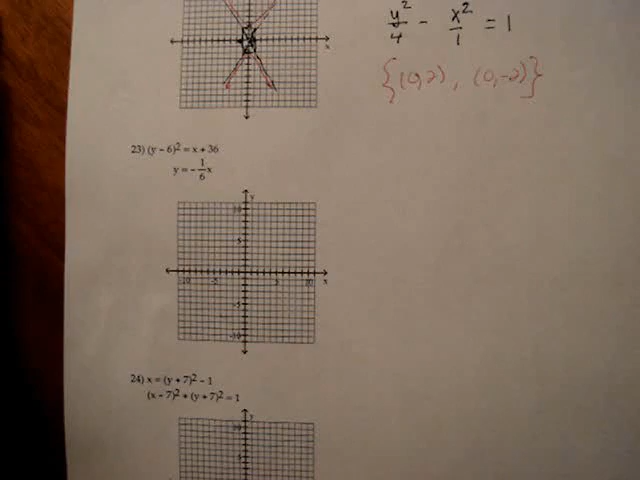 y²/4 - x²/1 = 1
x
{(0,2), (0,-2)}
23) (y - 6)² = x + 36
y = -1/6x
y
10
5
-10 -5 5 10 x
-5
-10
24) x = (y + 7)² - 1
(x - 7)² + (y + 7)² = 1
y
10